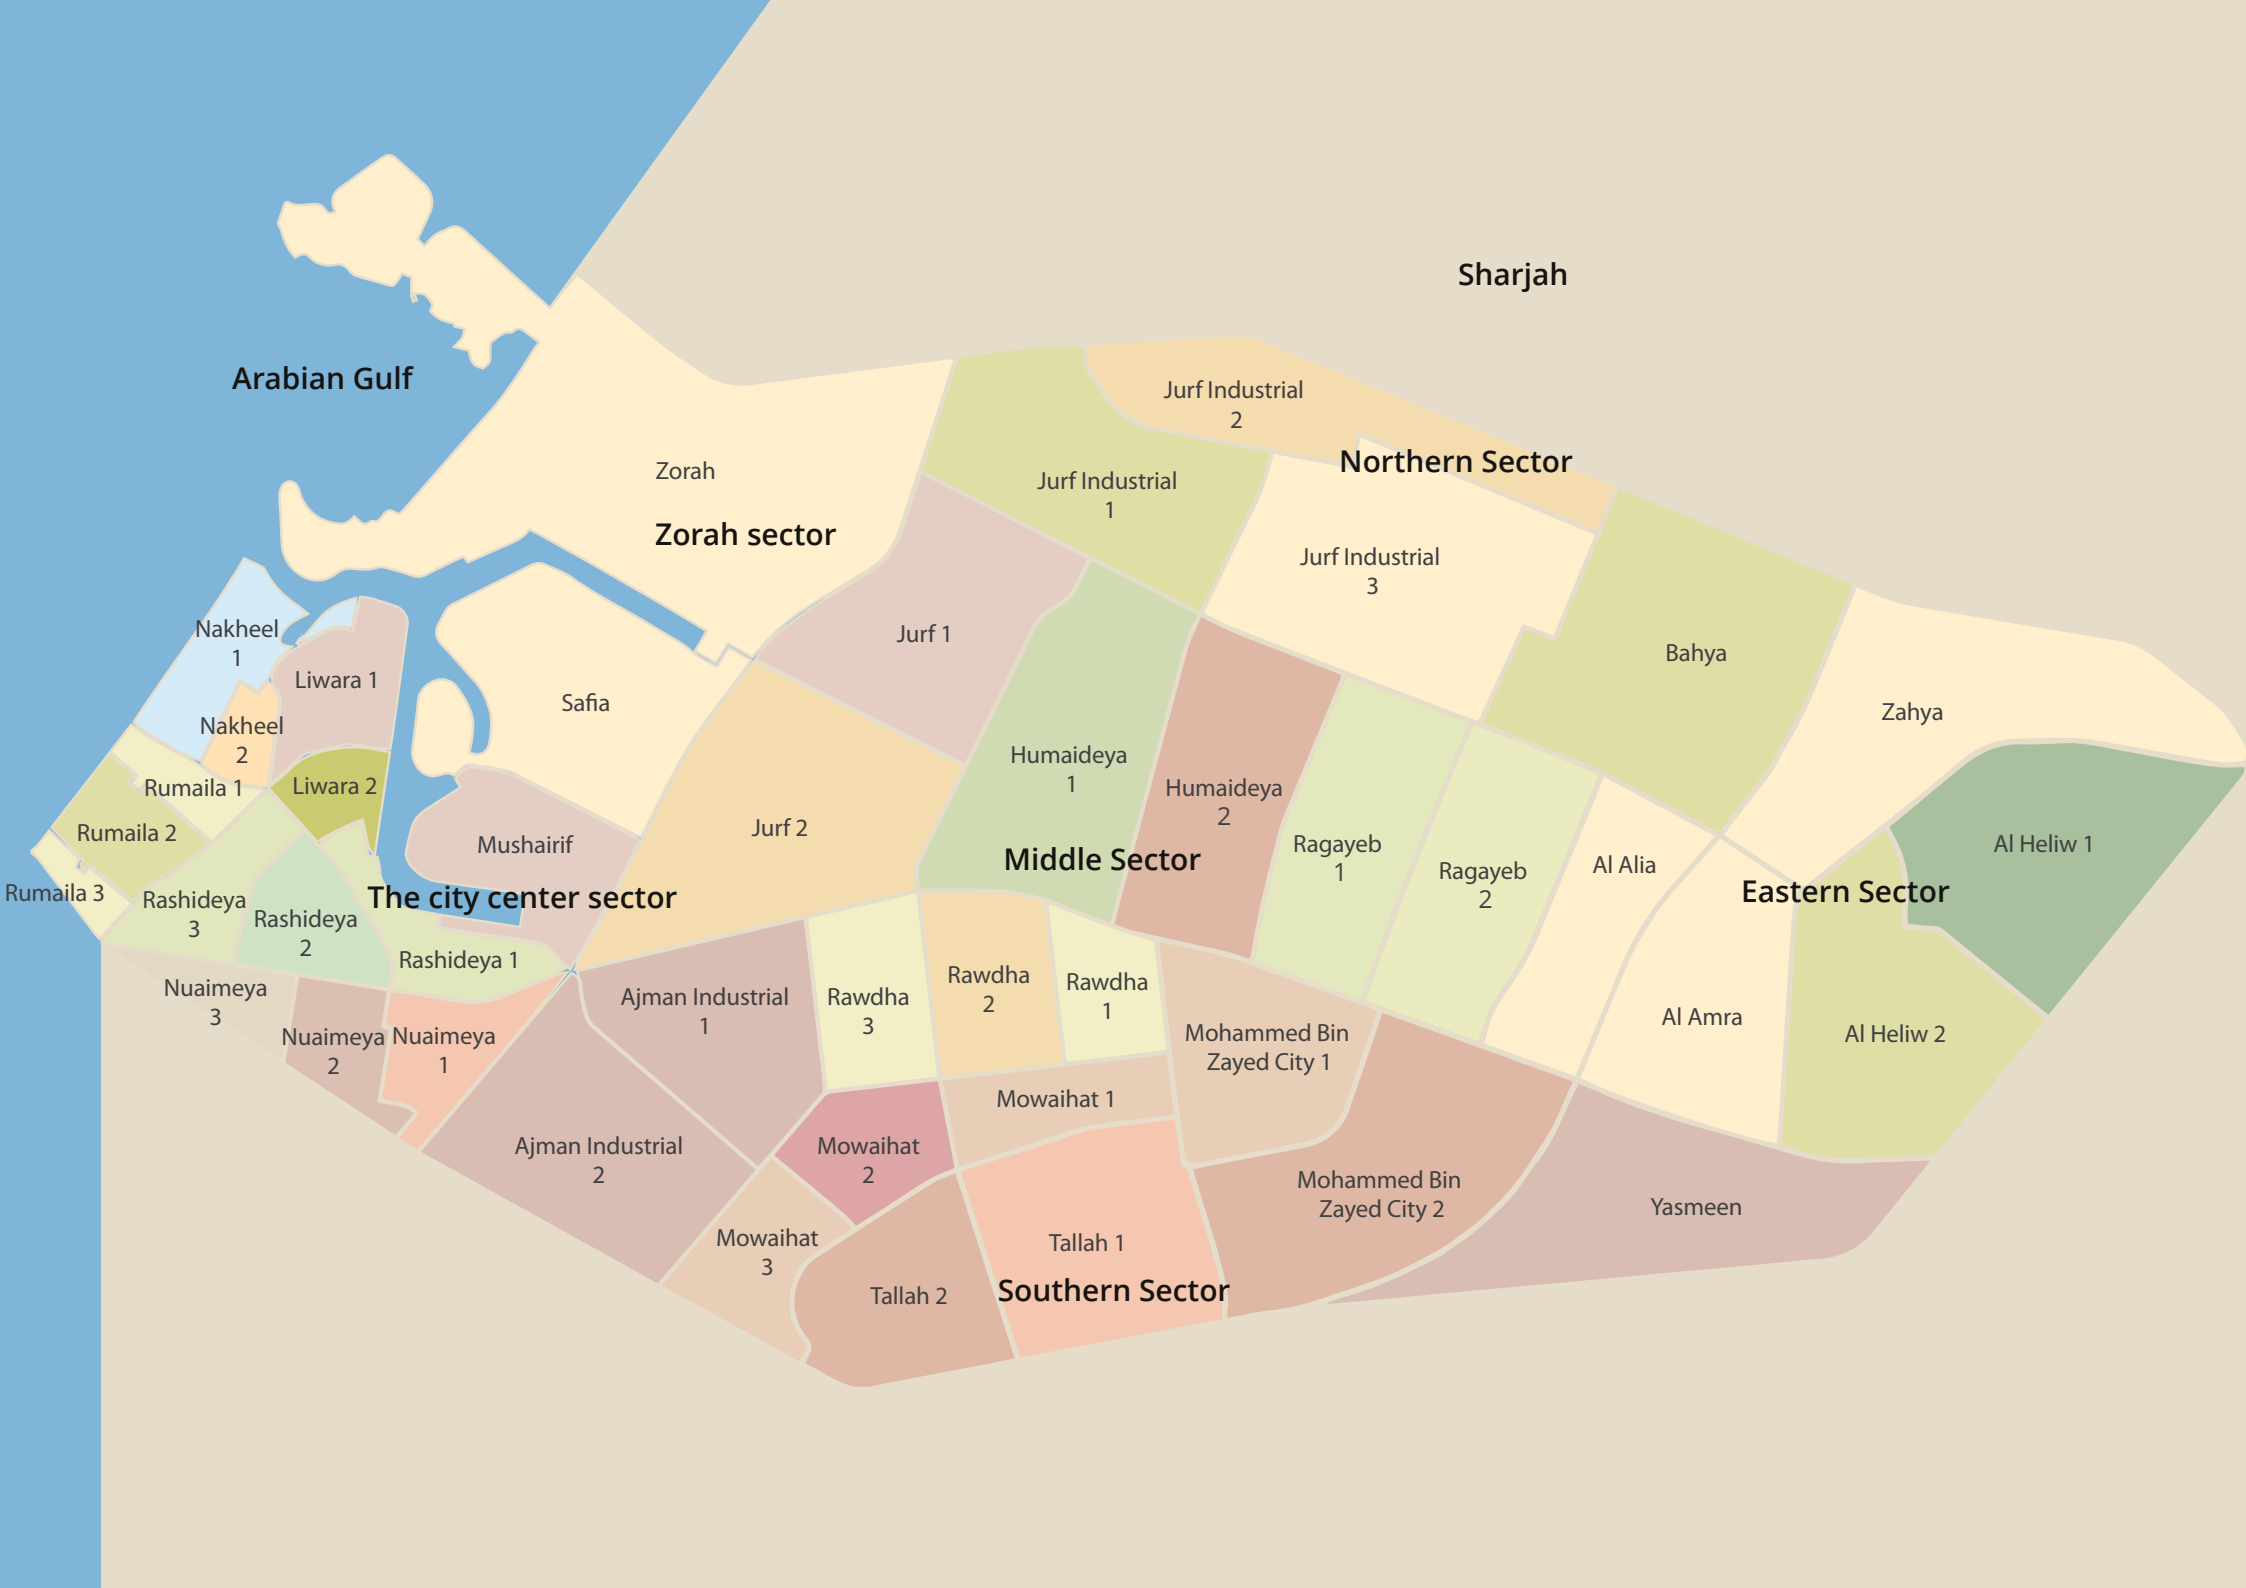 Sharjah
Arabian Gulf
Jurf Industrial
2
Northern Sector
Zorah
Jurf Industrial
1
Zorah sector
Jurf Industrial
3
Nakheel
1
Jurf 1
Bahya
Liwara 1
Safia
Zahya
Nakheel
2
Humaideya
1
Rumaila 1
Liwara 2
Humaideya
2
Rumaila 2
Mushairif
Jurf 2
Ragayeb
1
Al Heliw 1
Middle Sector
Al Alia
Ragayeb
2
Rumaila 3
The city center sector
Eastern Sector
Rashideya
3
Rashideya
2
Rashideya 1
Nuaimeya
3
Ajman Industrial
1
Rawdha
3
Rawdha
2
Rawdha
1
Al Amra
Nuaimeya
2
Nuaimeya
1
Mohammed Bin
Zayed City 1
Al Heliw 2
Mowaihat 1
Ajman Industrial
2
Mowaihat
2
Mohammed Bin
Zayed City 2
Yasmeen
Mowaihat
3
Tallah 1
Tallah 2
Southern Sector